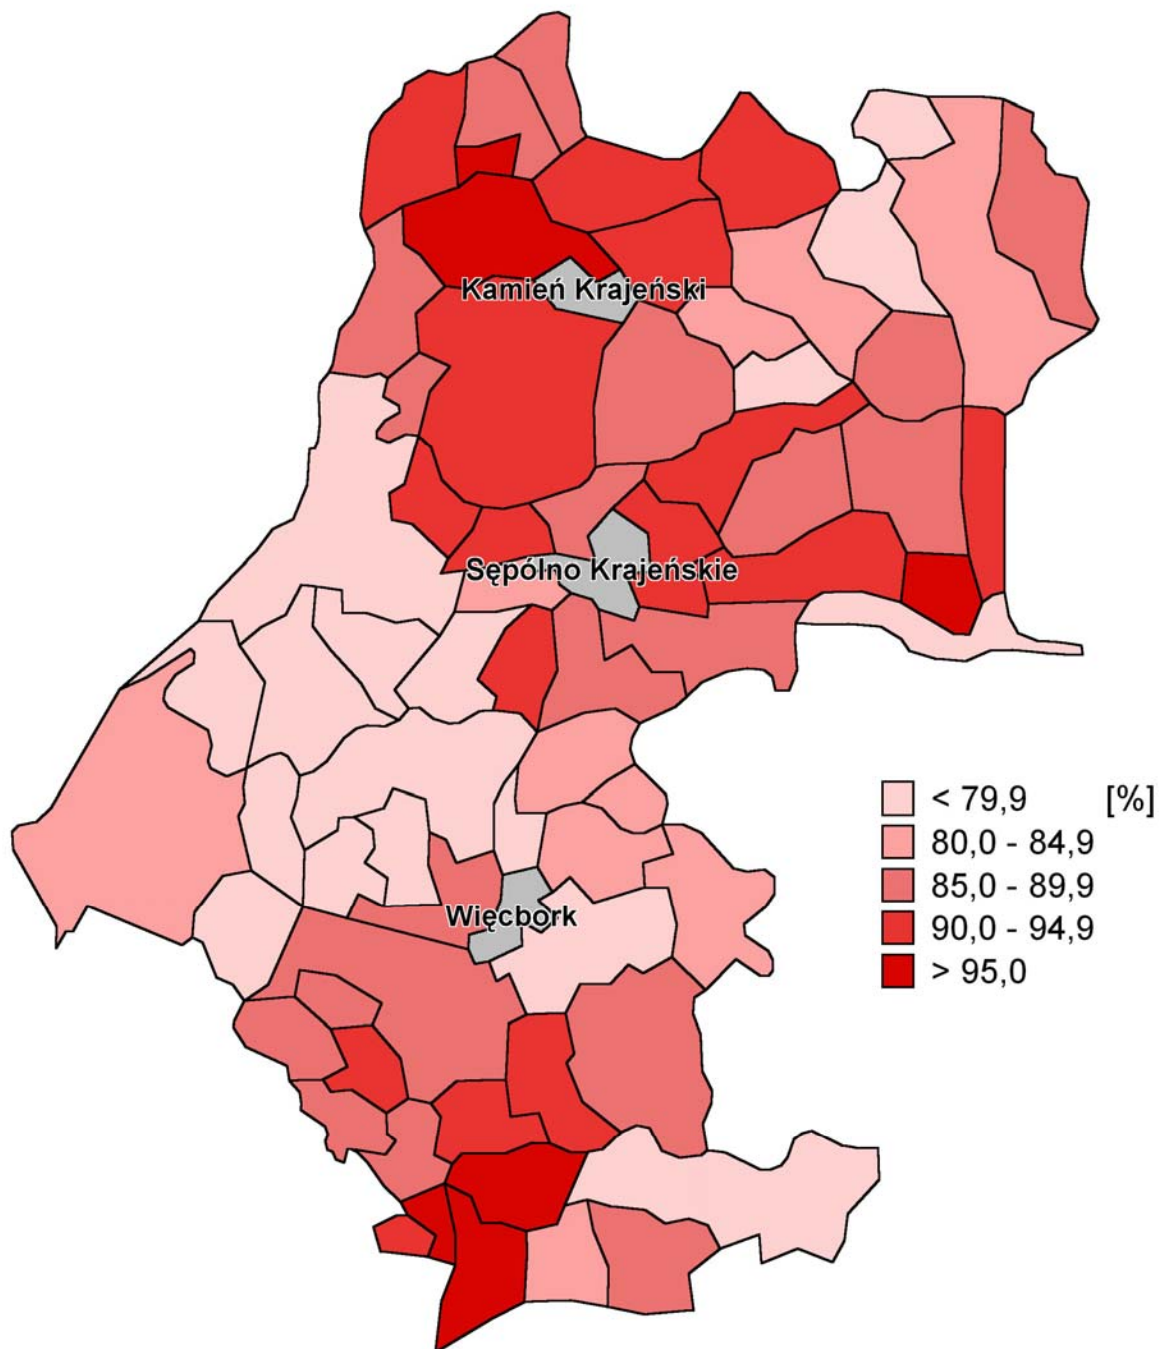 Kamień Krajeński
Sępólno Krajeńskie
Więcbork
< 79,9 [%]
80,0 - 84,9
85,0 - 89,9
90,0 - 94,9
> 95,0